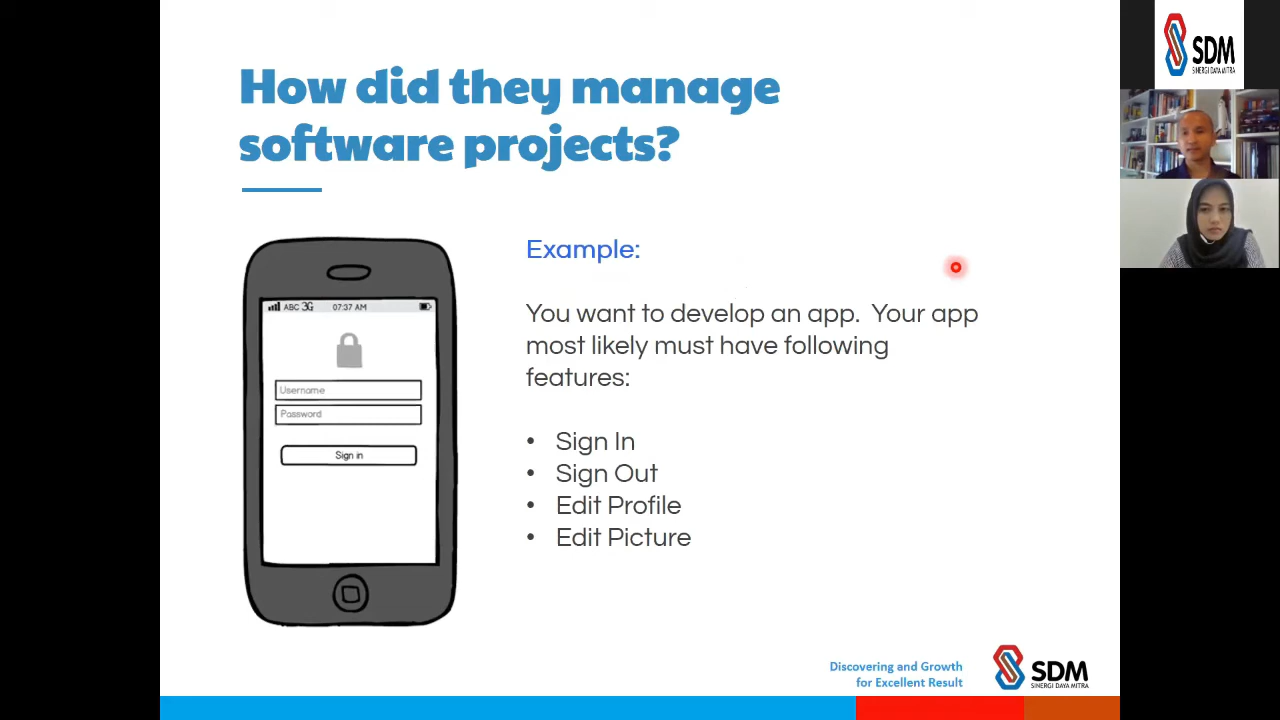 How did they manage
software projects?
ABC 3G 07:37 AM
Username
Password
Sign in
Example:
You want to develop an app.  Your app
most likely must have following
features:
• Sign In
• Sign Out
• Edit Profile
• Edit Picture
Discovering and Growth
for Excellent Result
SDM
SINERGI DAYA MITRA
SDM
SINERGI DAYA MITRA